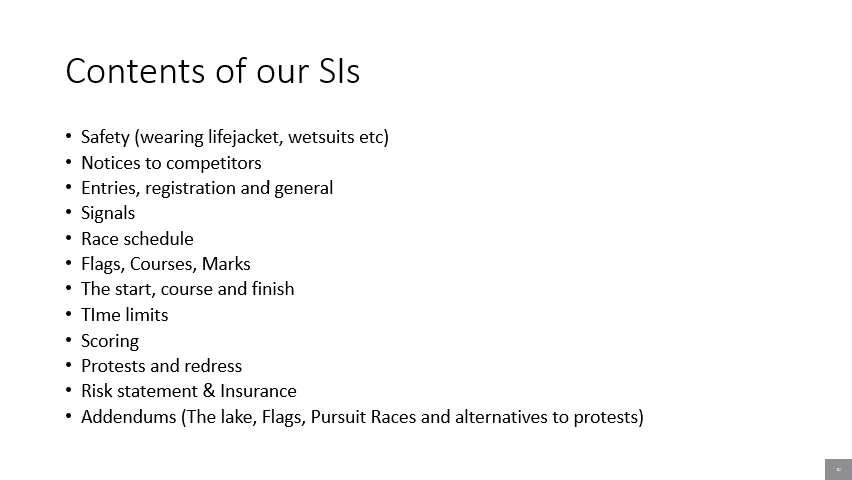 Contents of our SIs
• Safety (wearing lifejacket, wetsuits etc)
• Notices to competitors
• Entries, registration and general
• Signals
• Race schedule
• Flags, Courses, Marks
• The start, course and finish
• TIme limits
• Scoring
• Protests and redress
• Risk statement & Insurance
• Addendums (The lake, Flags, Pursuit Races and alternatives to protests)